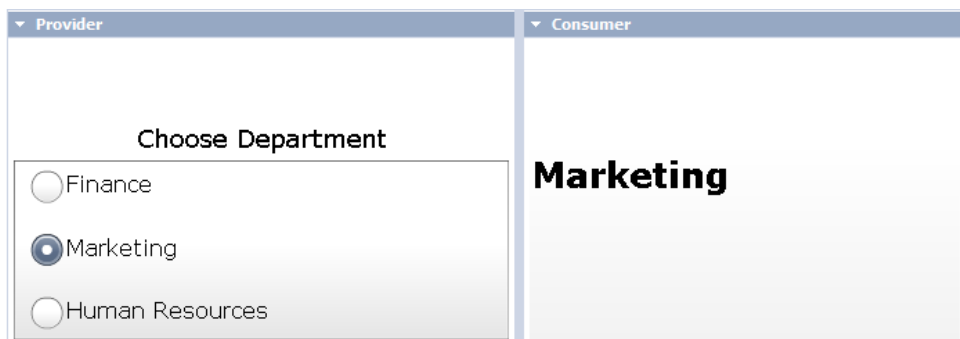 Provider
Choose Department
Finance
Marketing
Human Resources
Consumer
Marketing